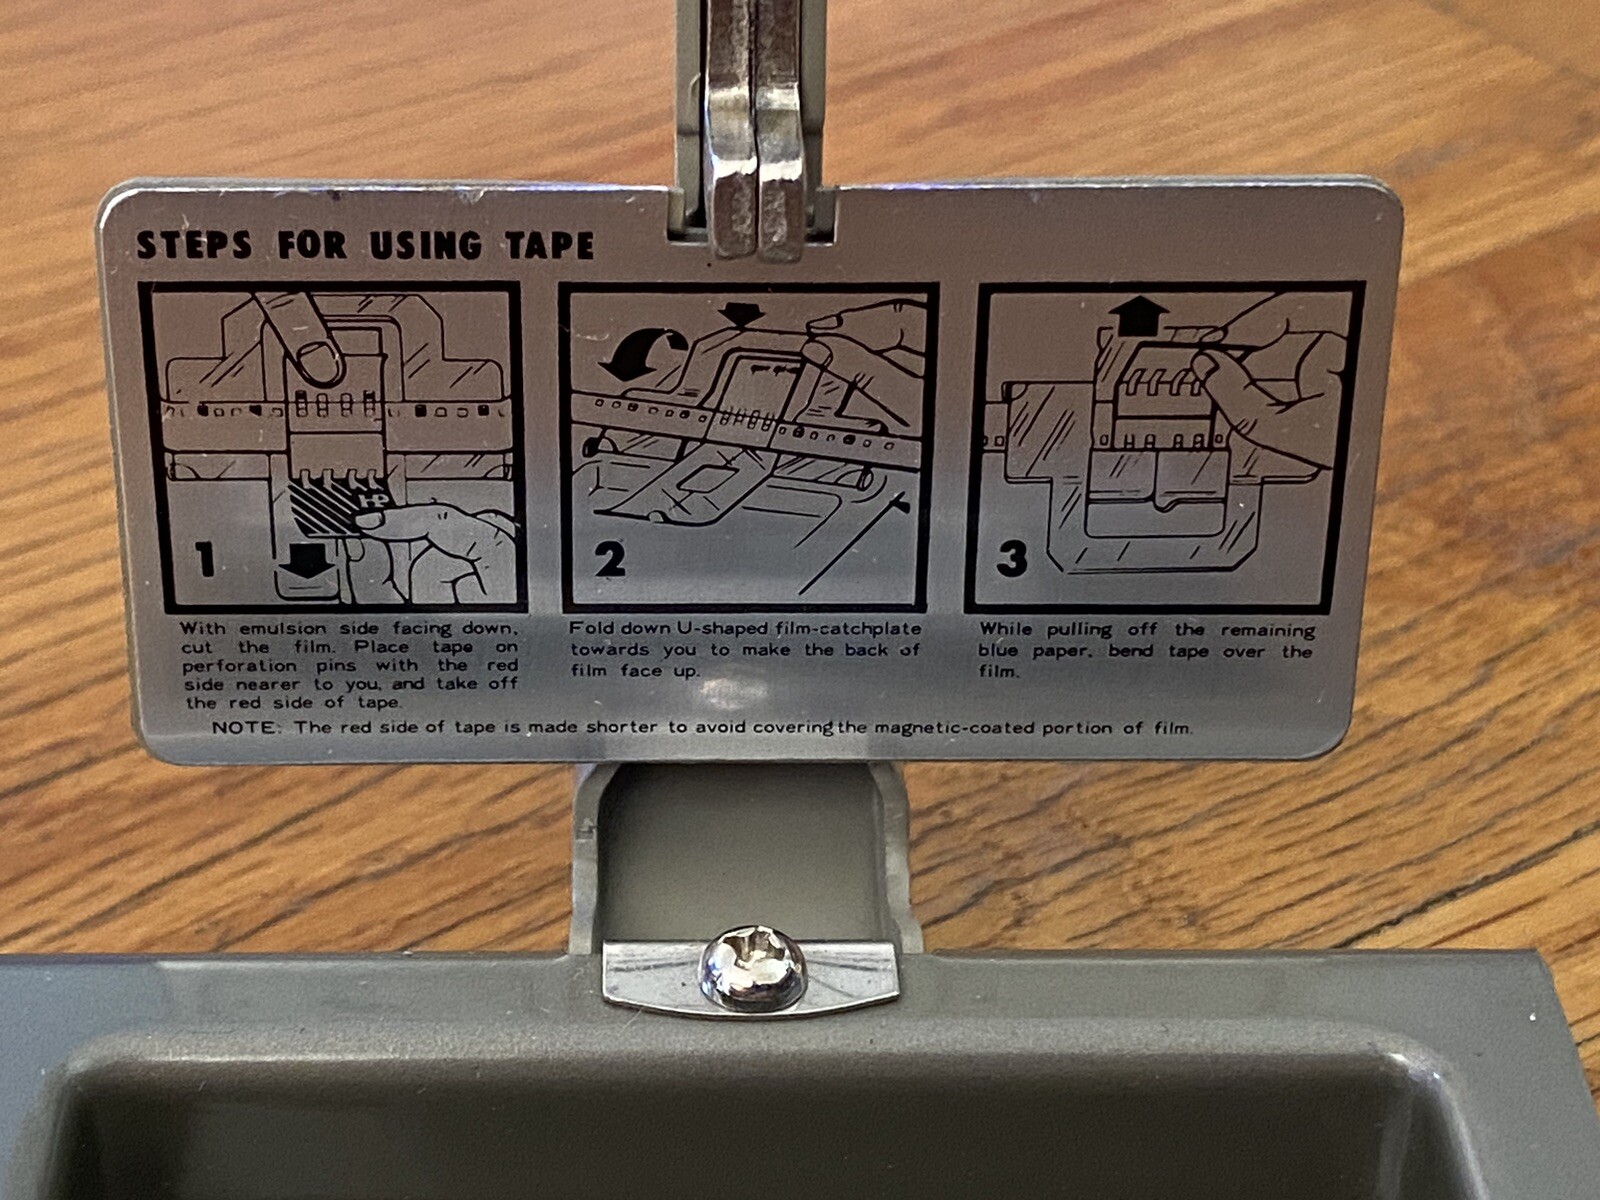 STEPS FOR USING TAPE
1
With emulsion side facing down,
cut the film. Place tape on
perforation pins with the red
side nearer to you, and take off
the red side of tape.
2
Fold down U-shaped film-catchplate
towards you to make the back of
film face up.
3
While pulling off the remaining
blue paper, bend tape over the
film.
NOTE: The red side of tape is made shorter to avoid covering the magnetic-coated portion of film.